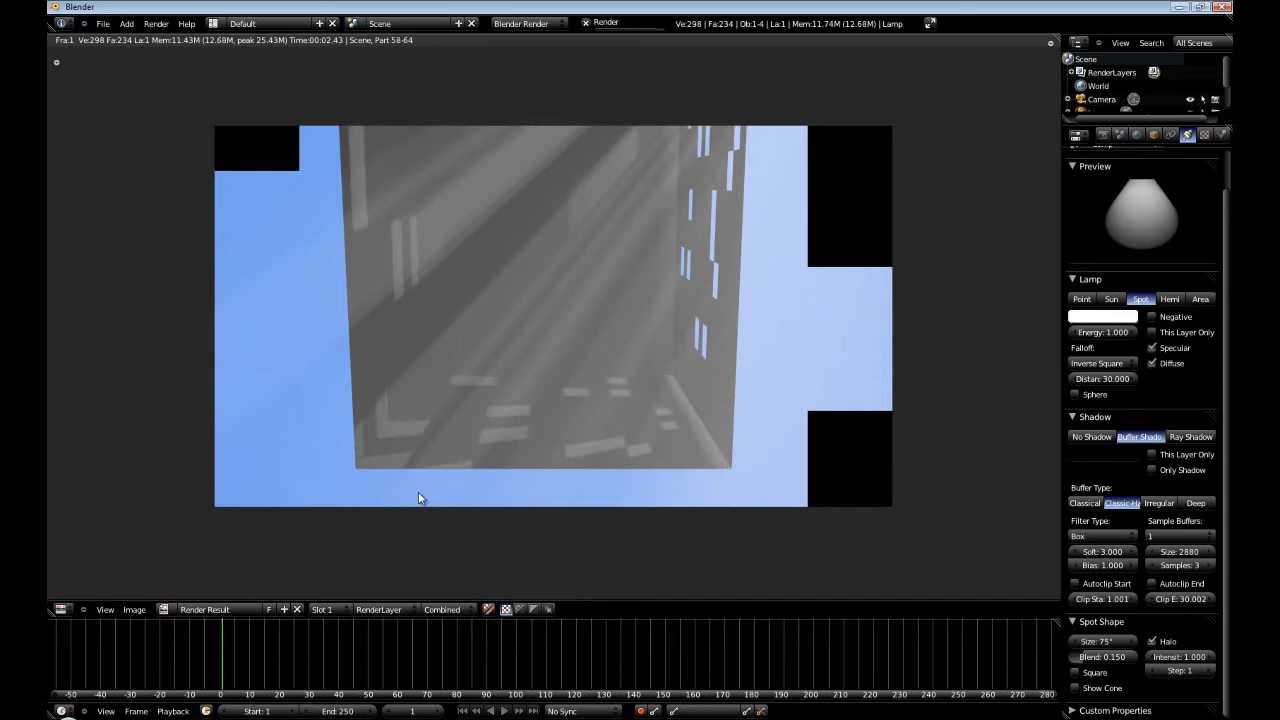 Blender
File Add Render Help Default Scene Blender Render Render Ve:298 | Fa:234 | Ob:1-4 | La:1 | Mem:11.74M (12.68M) | Lamp
Fra:1 Ve:298 Fa:234 La:1 Mem:11.43M (12.68M, peak 25.43M) Time:00:02.43 | Scene, Part 58-64
View Search All Scenes
Scene
RenderLayers
World
Camera
Preview
Lamp
Point Sun Spot Hemi Area
Negative
Energy: 1.000 This Layer Only
Falloff: Specular
Inverse Square Diffuse
Distan: 30.000
Sphere
Shadow
No Shadow Buffer Shado Ray Shadow
This Layer Only
Only Shadow
Buffer Type:
Classical Classic-Ha Irregular Deep
Filter Type: Sample Buffers:
Box 1
Soft: 3.000 Size: 2880
Bias: 1.000 Samples: 3
Autoclip Start Autoclip End
Clip Sta: 1.001 Clip E: 30.002
Spot Shape
Size: 75° Halo
Blend: 0.150 Intensit: 1.000
Square Step: 1
Show Cone
Custom Properties
View Image Render Result F Slot 1 RenderLayer Combined
-50 -40 -30 -20 -10 0 10 20 30 40 50 60 70 80 90 100 110 120 130 140 150 160 170 180 190 200 210 220 230 240 250 260 270 280
View Frame Playback Start: 1 End: 250 1 No Sync